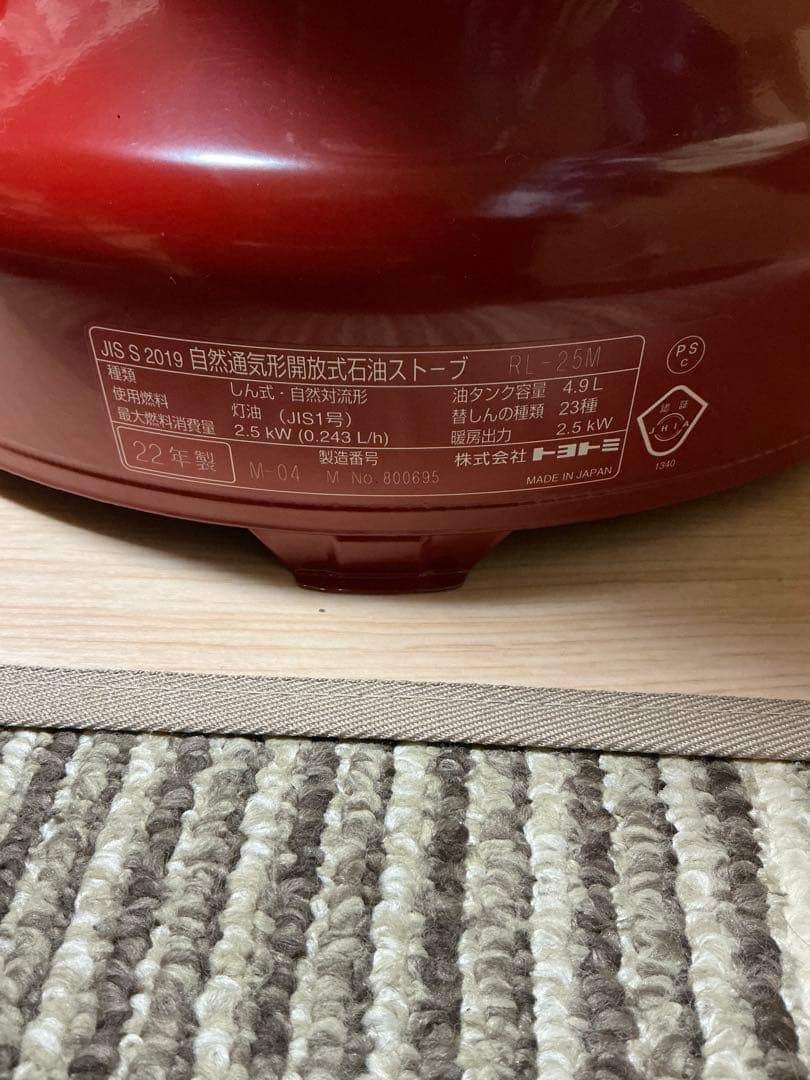 JIS S 2019 自然通気形開放式石油ストーブ RL-25M
種類 しん式・自然対流形 油タンク容量 4.9 L
使用燃料 灯油 (JIS1号) 替しんの種類 23種
最大燃料消費量 2.5 kW (0.243 L/h) 暖房出力 2.5 kW
22年製 M-04 製造番号 M No. 800695 株式会社 トヨトミ
MADE IN JAPAN
PS
C
認証
JHIA
1340